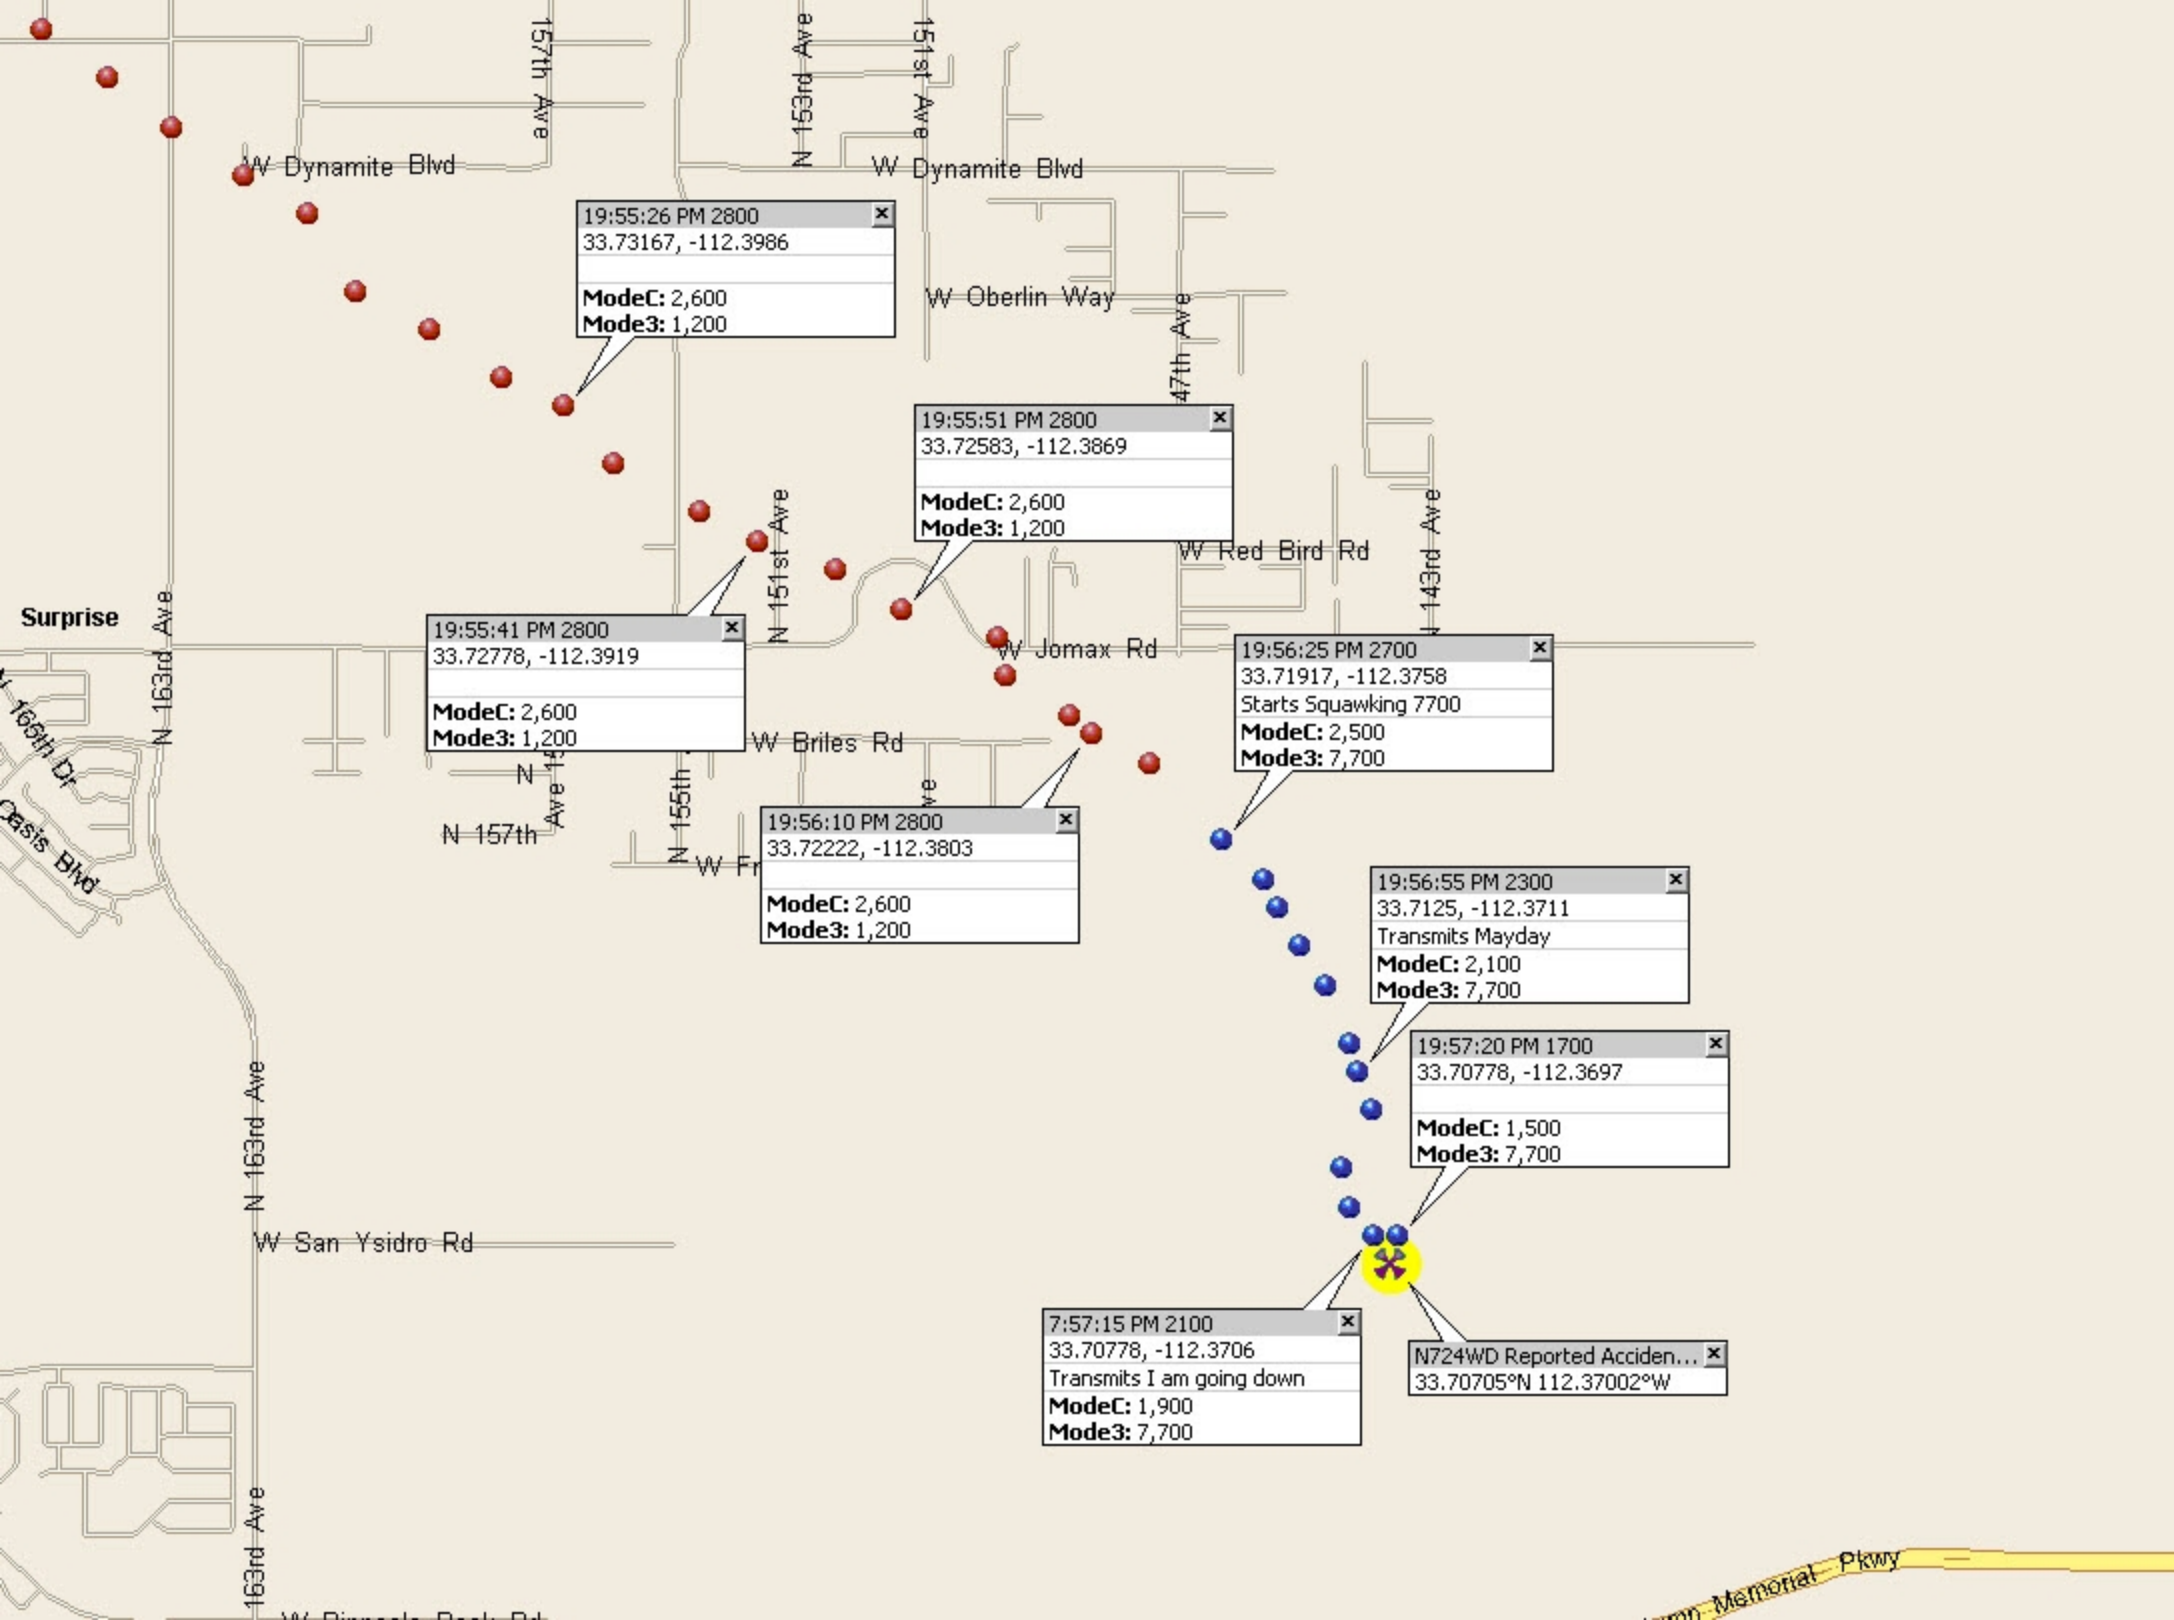 157th Ave
N 153rd Ave
151st Ave
W Dynamite Blvd
W Dynamite Blvd
19:55:26 PM 2800
33.73167, -112.3986
ModeC: 2,600
Mode3: 1,200
W Oberlin Way
47th Ave
19:55:51 PM 2800
33.72583, -112.3869
ModeC: 2,600
Mode3: 1,200
N 151st Ave
W Red Bird Rd
N 143rd Ave
Surprise
N 163rd Ave
19:55:41 PM 2800
33.72778, -112.3919
ModeC: 2,600
Mode3: 1,200
W Jomax Rd
19:56:25 PM 2700
33.71917, -112.3758
Starts Squawking 7700
ModeC: 2,500
Mode3: 7,700
N 165th Dr
Oasis Blvd
W Briles Rd
N
Ave 15
N 157th
N 155th
ve
W Fr
19:56:10 PM 2800
33.72222, -112.3803
ModeC: 2,600
Mode3: 1,200
19:56:55 PM 2300
33.7125, -112.3711
Transmits Mayday
ModeC: 2,100
Mode3: 7,700
19:57:20 PM 1700
33.70778, -112.3697
ModeC: 1,500
Mode3: 7,700
N 163rd Ave
W San Ysidro Rd
7:57:15 PM 2100
33.70778, -112.3706
Transmits I am going down
ModeC: 1,900
Mode3: 7,700
N724WD Reported Acciden...
33.70705°N 112.37002°W
163rd Ave
Memorial Pkwy